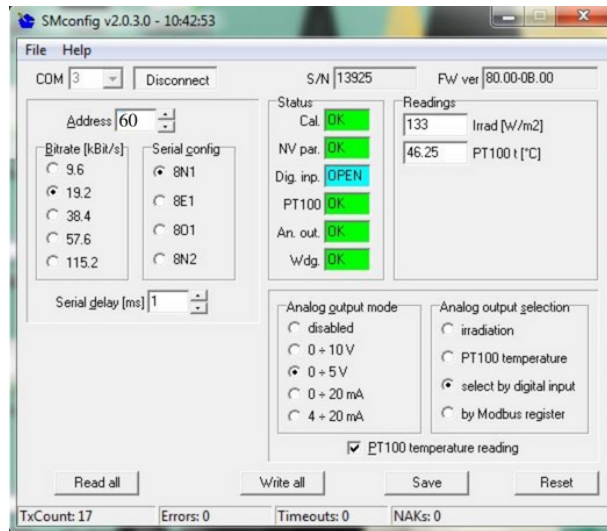 SMconfig v2.0.3.0 - 10:42:53
File Help
COM 3 Disconnect S/N 13925 FW ver 80.00-0B.00
Address 60
Bitrate [kBit/s]
9.6
19.2
38.4
57.6
115.2
Serial config
8N1
8E1
8O1
8N2
Serial delay [ms] 1
Status
Cal. OK
NV par. OK
Dig. inp. OPEN
PT100 OK
An. out. OK
Wdg. OK
Readings
133 Irrad [W/m2]
46.25 PT100 t [°C]
Analog output mode
disabled
0 ÷ 10 V
0 ÷ 5 V
0 ÷ 20 mA
4 ÷ 20 mA
Analog output selection
irradiation
PT100 temperature
select by digital input
by Modbus register
PT100 temperature reading
Read all Write all Save Reset
TxCount: 17 Errors: 0 Timeouts: 0 NAKs: 0